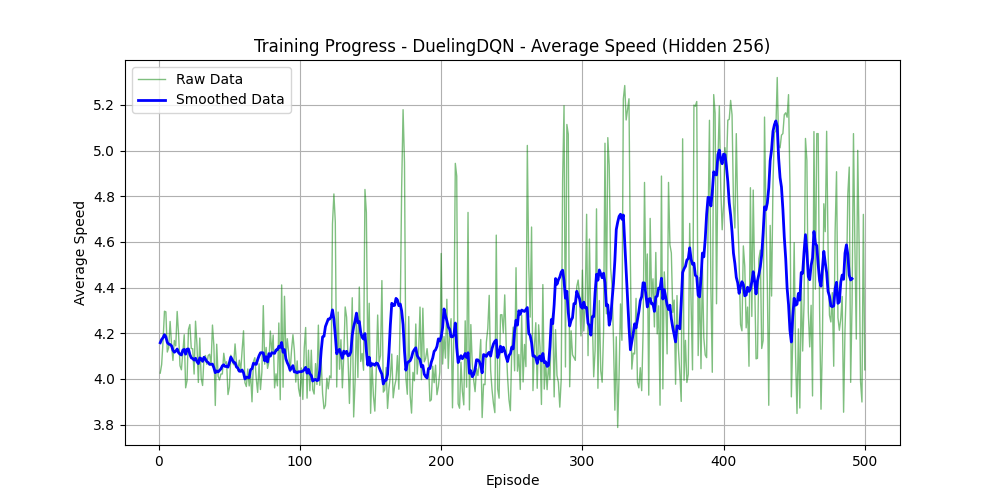 Training Progress - DuelingDQN - Average Speed (Hidden 256)
Raw Data
Smoothed Data
Average Speed
5.2
5.0
4.8
4.6
4.4
4.2
4.0
3.8
0 100 200 300 400 500
Episode